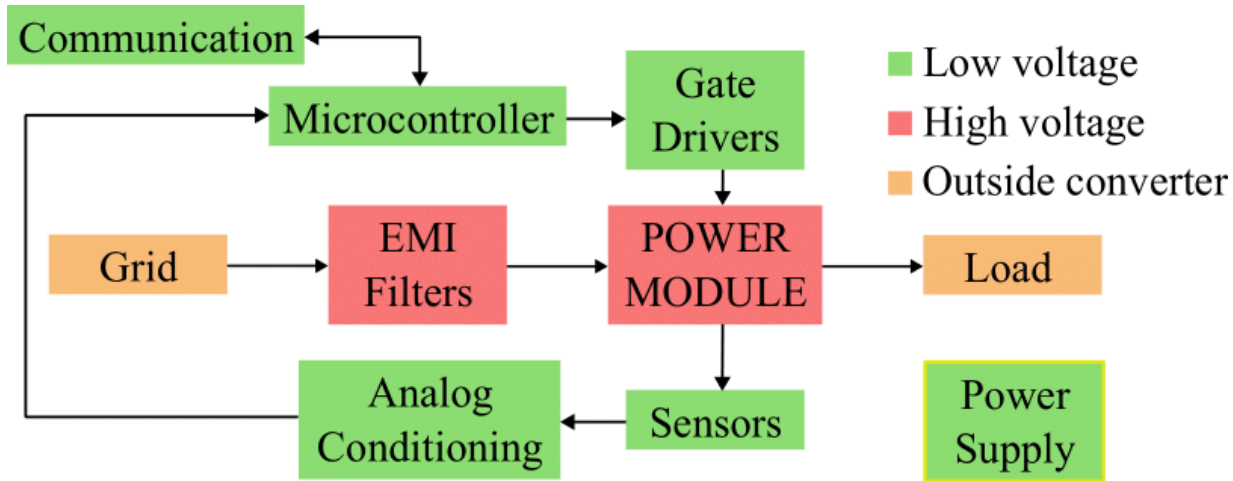 Communication
Microcontroller
Gate
Drivers
Low voltage
High voltage
Outside converter
Grid
EMI
Filters
POWER
MODULE
Load
Analog
Conditioning
Sensors
Power
Supply